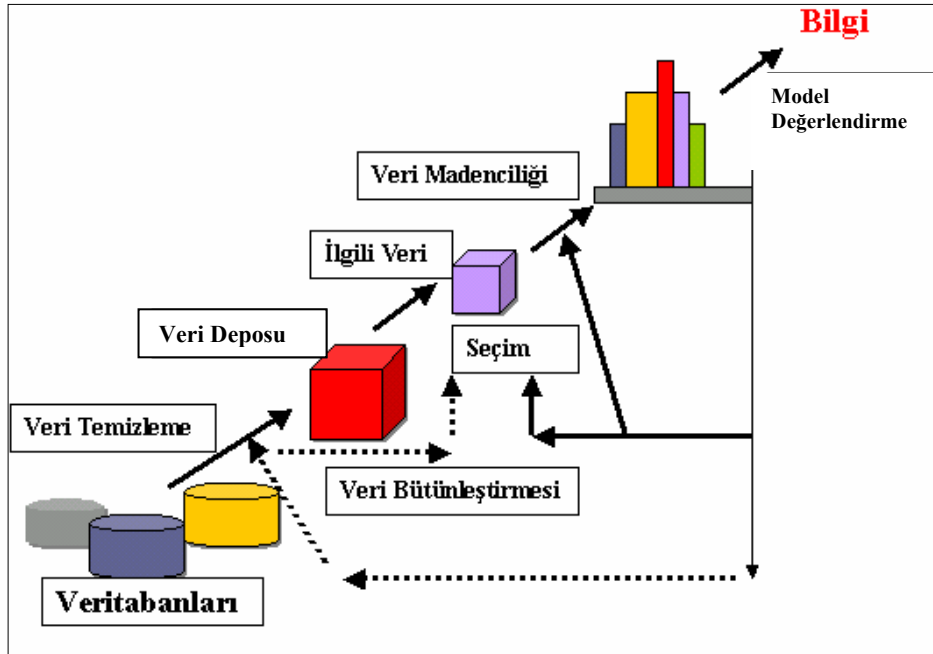 Bilgi
Model
Değerlendirme
Veri Madenciliği
İlgili Veri
Veri Deposu
Seçim
Veri Temizleme
Veri Bütünleştirmesi
Veritabanları